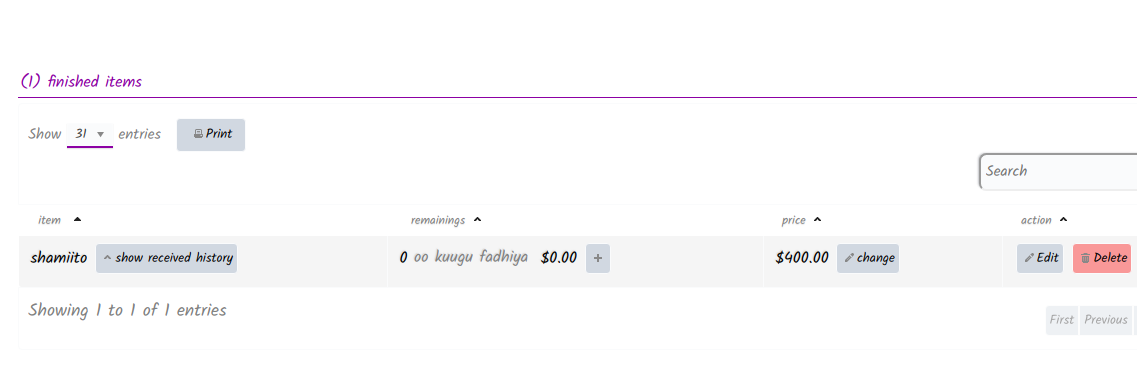 (1) finished items
Show 31 entries Print
Search
item remainings price action
shamiito show received history 0 oo kuugu fadhiya $0.00 + $400.00 change Edit Delete
Showing 1 to 1 of 1 entries
First Previous